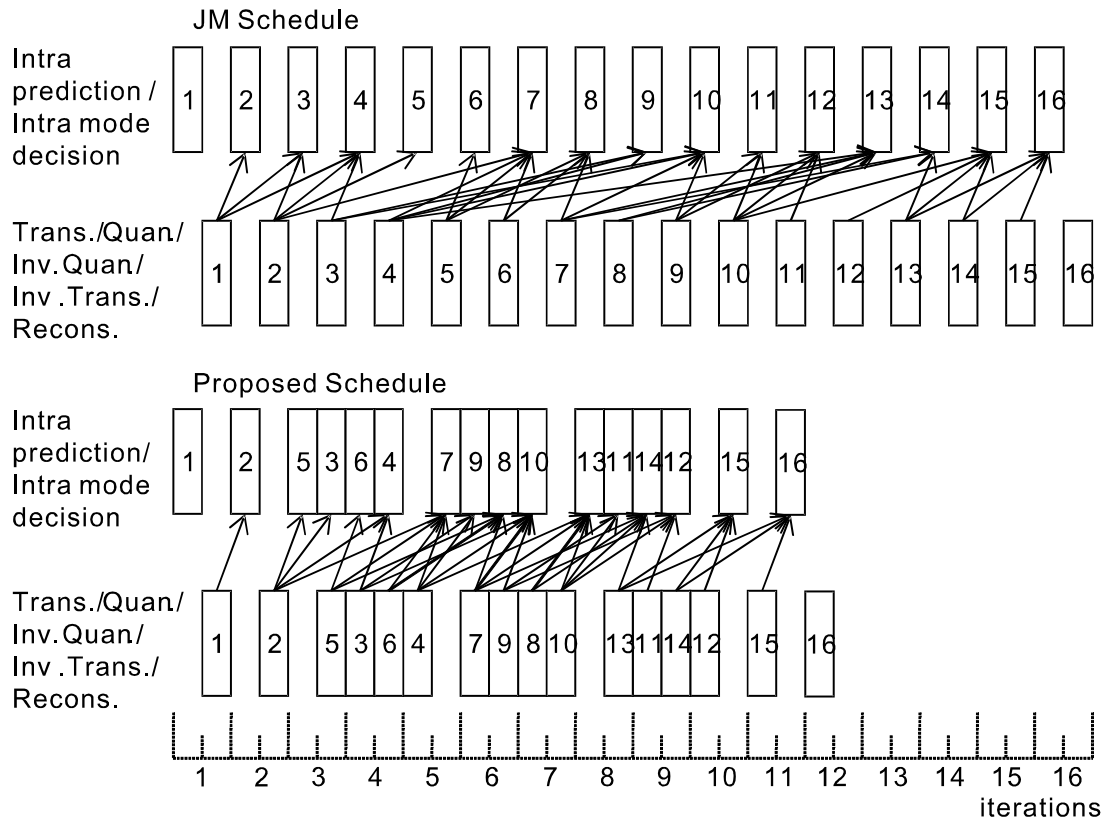 JM Schedule
Intra
prediction /
Intra mode
decision
1 2 3 4 5 6 7 8 9 10 11 12 13 14 15 16
Trans./Quan./
Inv.Quan./
Inv .Trans./
Recons.
1 2 3 4 5 6 7 8 9 10 11 12 13 14 15 16
Proposed Schedule
Intra
prediction/
Intra mode
decision
1 2 5 3 6 4 7 9 8 10 13 11 14 12 15 16
Trans./Quan./
Inv.Quan./
Inv .Trans./
Recons.
1 2 5 3 6 4 7 9 8 10 13 11 14 12 15 16
1 2 3 4 5 6 7 8 9 10 11 12 13 14 15 16
iterations